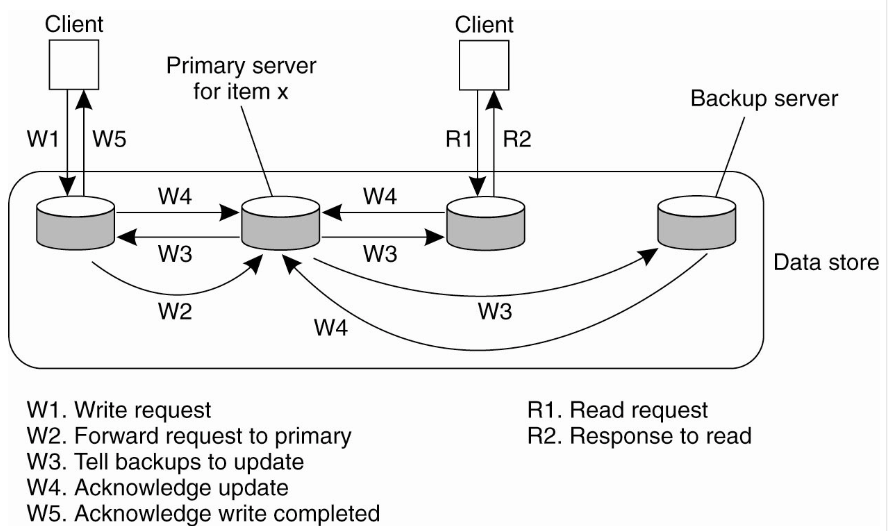 Client
Client
Primary server
for item x
Backup server
W1
W5
R1
R2
W4
W4
W3
W3
Data store
W2
W3
W4
W1. Write request
W2. Forward request to primary
W3. Tell backups to update
W4. Acknowledge update
W5. Acknowledge write completed
R1. Read request
R2. Response to read